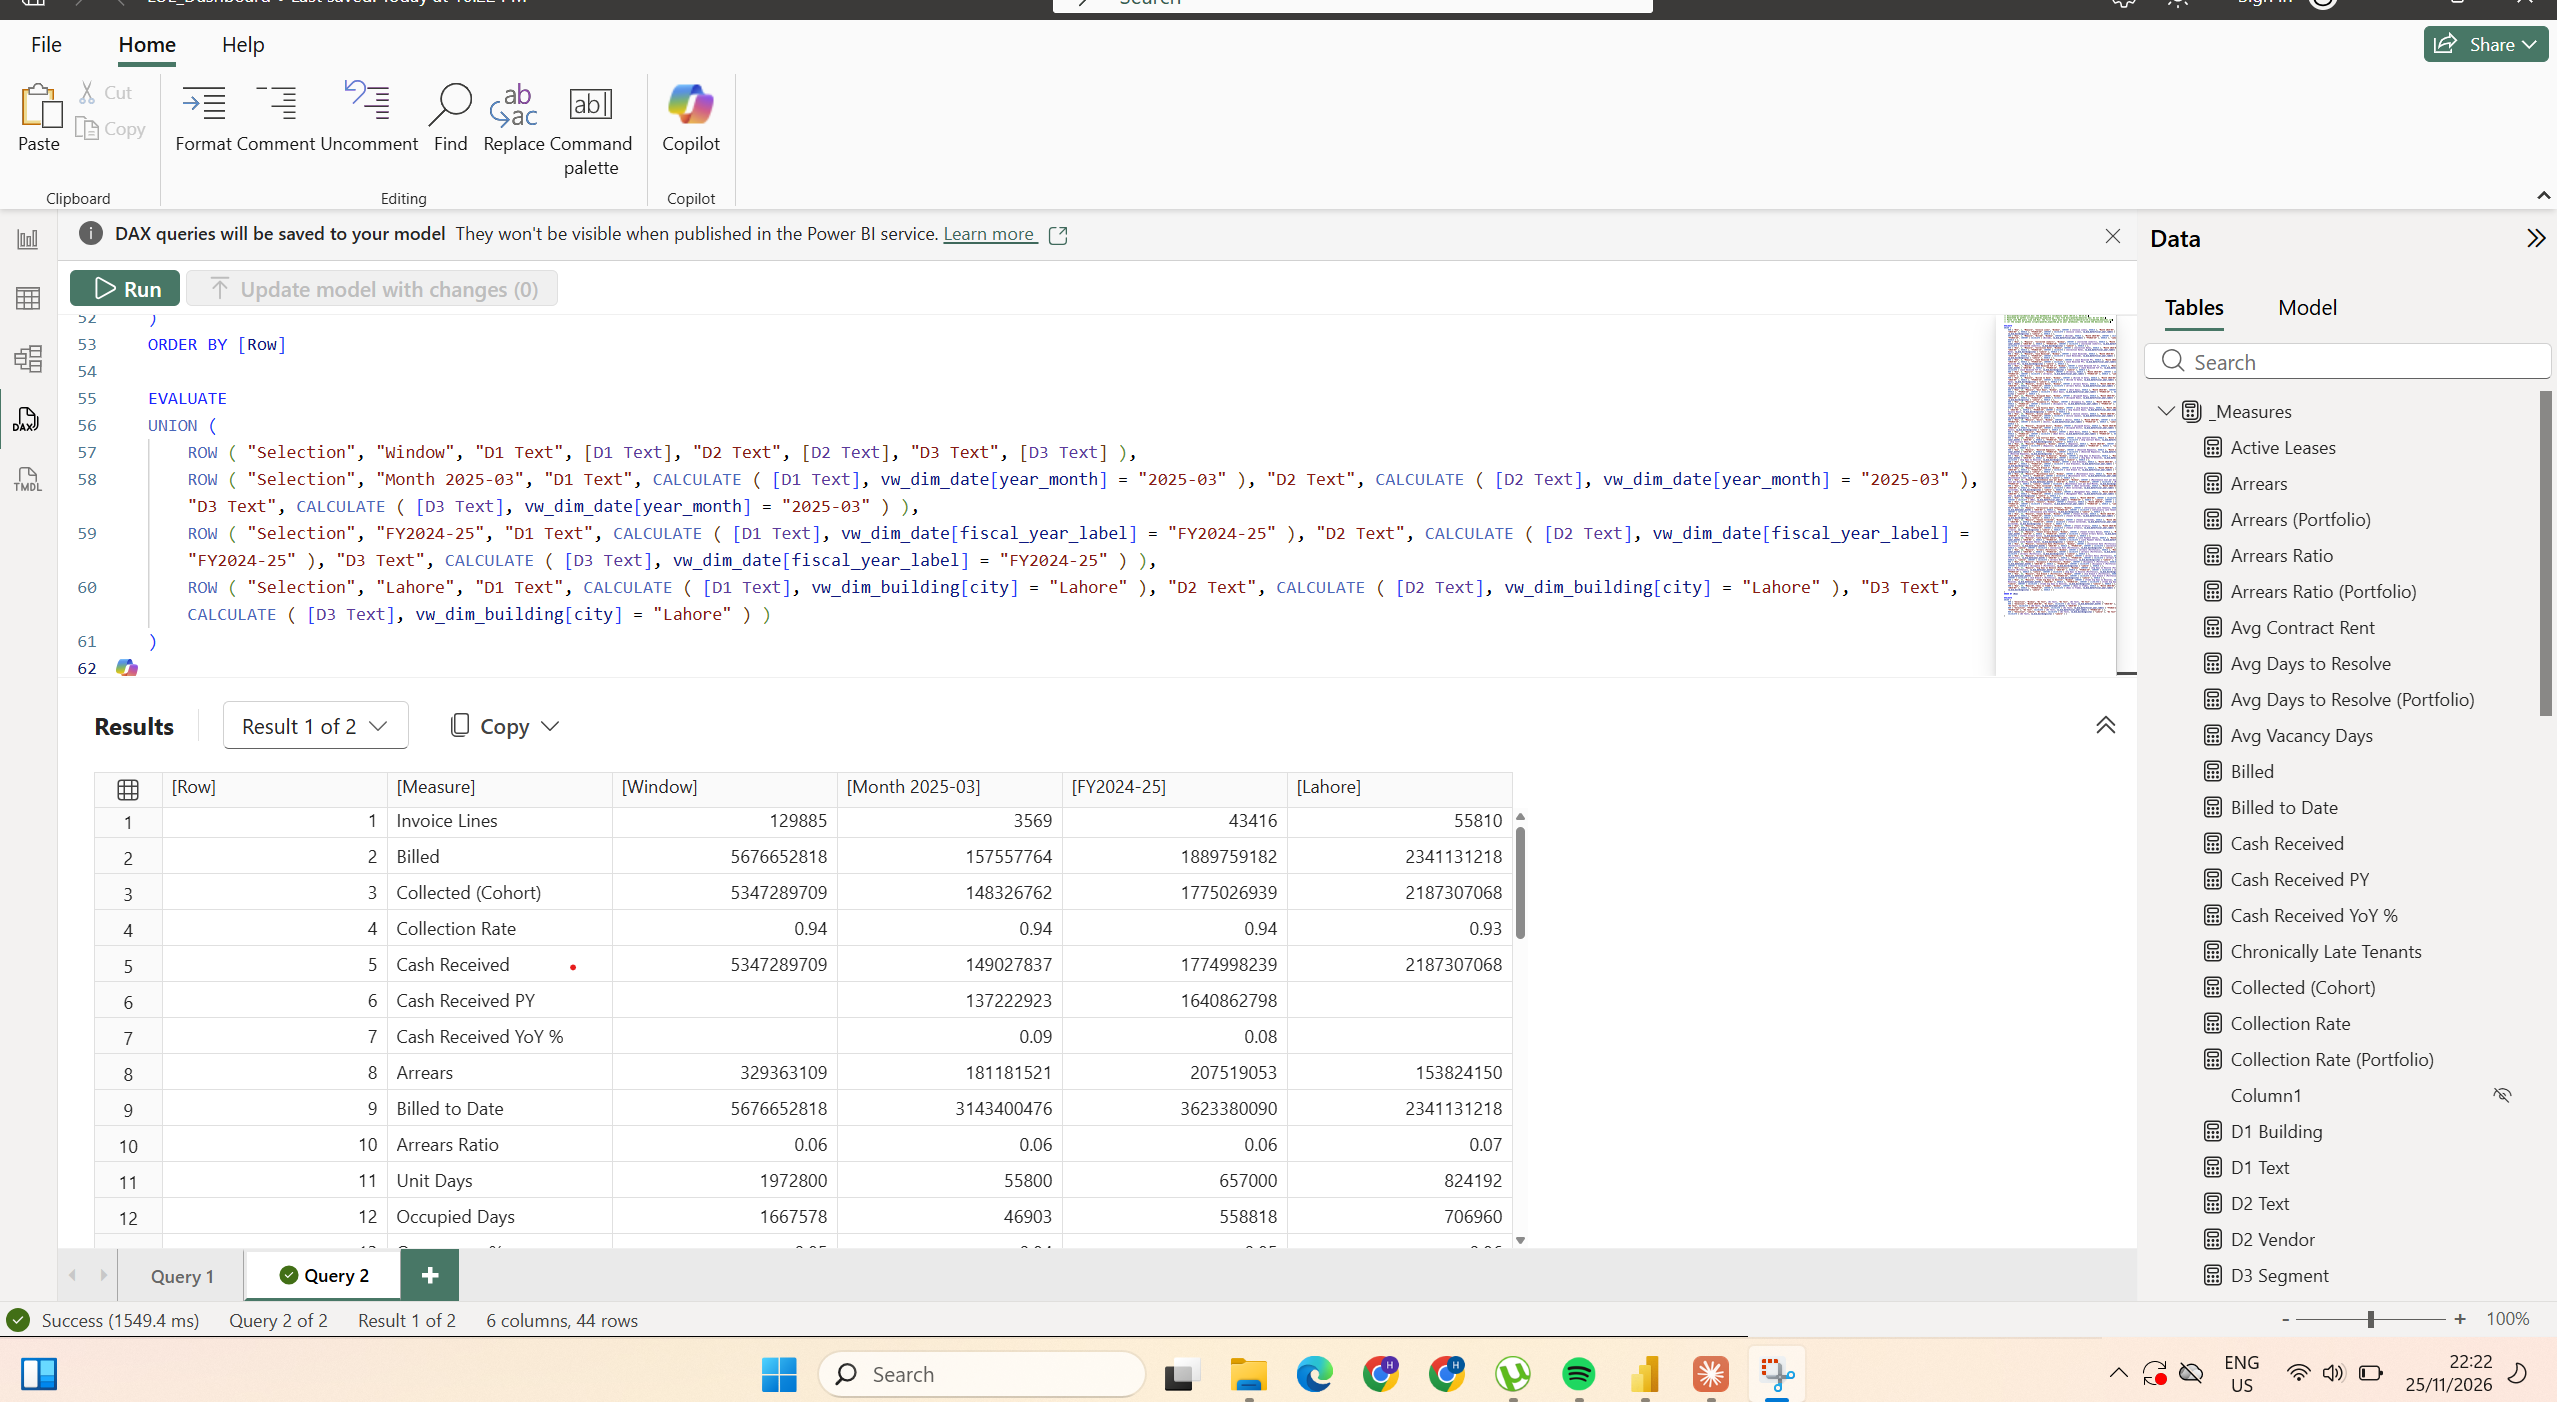 File Home Help
Share
Paste Cut Copy Format Comment Uncomment Find Replace Command palette Copilot
Clipboard Editing Copilot
DAX queries will be saved to your model They won't be visible when published in the Power BI service. Learn more
Run Update model with changes (0)
52 )
53 ORDER BY [Row]
54
55 EVALUATE
56 UNION (
57 ROW ( "Selection", "Window", "D1 Text", [D1 Text], "D2 Text", [D2 Text], "D3 Text", [D3 Text] ),
58 ROW ( "Selection", "Month 2025-03", "D1 Text", CALCULATE ( [D1 Text], vw_dim_date[year_month] = "2025-03" ), "D2 Text", CALCULATE ( [D2 Text], vw_dim_date[year_month] = "2025-03" ),
"D3 Text", CALCULATE ( [D3 Text], vw_dim_date[year_month] = "2025-03" ) ),
59 ROW ( "Selection", "FY2024-25", "D1 Text", CALCULATE ( [D1 Text], vw_dim_date[fiscal_year_label] = "FY2024-25" ), "D2 Text", CALCULATE ( [D2 Text], vw_dim_date[fiscal_year_label] =
"FY2024-25" ), "D3 Text", CALCULATE ( [D3 Text], vw_dim_date[fiscal_year_label] = "FY2024-25" ) ),
60 ROW ( "Selection", "Lahore", "D1 Text", CALCULATE ( [D1 Text], vw_dim_building[city] = "Lahore" ), "D2 Text", CALCULATE ( [D2 Text], vw_dim_building[city] = "Lahore" ), "D3 Text",
CALCULATE ( [D3 Text], vw_dim_building[city] = "Lahore" ) )
61 )
62
Results Result 1 of 2 Copy
[Row] [Measure] [Window] [Month 2025-03] [FY2024-25] [Lahore]
1 1 Invoice Lines 129885 3569 43416 55810
2 2 Billed 5676652818 157557764 1889759182 2341131218
3 3 Collected (Cohort) 5347289709 148326762 1775026939 2187307068
4 4 Collection Rate 0.94 0.94 0.94 0.93
5 5 Cash Received 5347289709 149027837 1774998239 2187307068
6 6 Cash Received PY 137222923 1640862798
7 7 Cash Received YoY % 0.09 0.08
8 8 Arrears 329363109 181181521 207519053 153824150
9 9 Billed to Date 5676652818 3143400476 3623380090 2341131218
10 10 Arrears Ratio 0.06 0.06 0.06 0.07
11 11 Unit Days 1972800 55800 657000 824192
12 12 Occupied Days 1667578 46903 558818 706960
Query 1 Query 2 +
Success (1549.4 ms) Query 2 of 2 Result 1 of 2 6 columns, 44 rows
Data
Tables Model
Search
_Measures
Active Leases
Arrears
Arrears (Portfolio)
Arrears Ratio
Arrears Ratio (Portfolio)
Avg Contract Rent
Avg Days to Resolve
Avg Days to Resolve (Portfolio)
Avg Vacancy Days
Billed
Billed to Date
Cash Received
Cash Received PY
Cash Received YoY %
Chronically Late Tenants
Collected (Cohort)
Collection Rate
Collection Rate (Portfolio)
Column1
D1 Building
D1 Text
D2 Text
D2 Vendor
D3 Segment
- + 100%
Search
ENG
US
22:22
25/11/2026